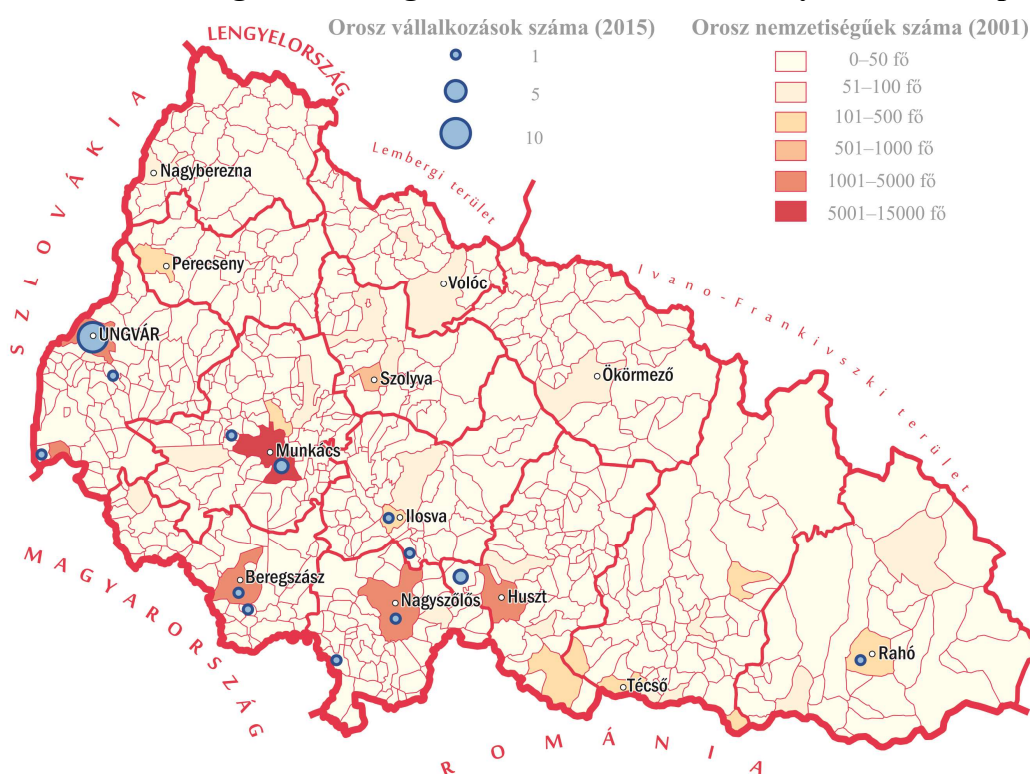 Orosz vállalkozások száma (2015)
1
5
10
Orosz nemzetiségűek száma (2001)
0–50 fő
51–100 fő
101–500 fő
501–1000 fő
1001–5000 fő
5001–15000 fő
LENGYELORSZÁG
SZLOVÁKIA
Lembergi terület
Ivano-Frankivszki terület
Nagyberezna
Perecseny
Volóc
UNGVÁR
Szolyva
Ökörmező
Munkács
Ilosva
Beregszász
Nagyszőlős
Huszt
Rahó
Técső
MAGYARORSZÁG
ROMÁNIA